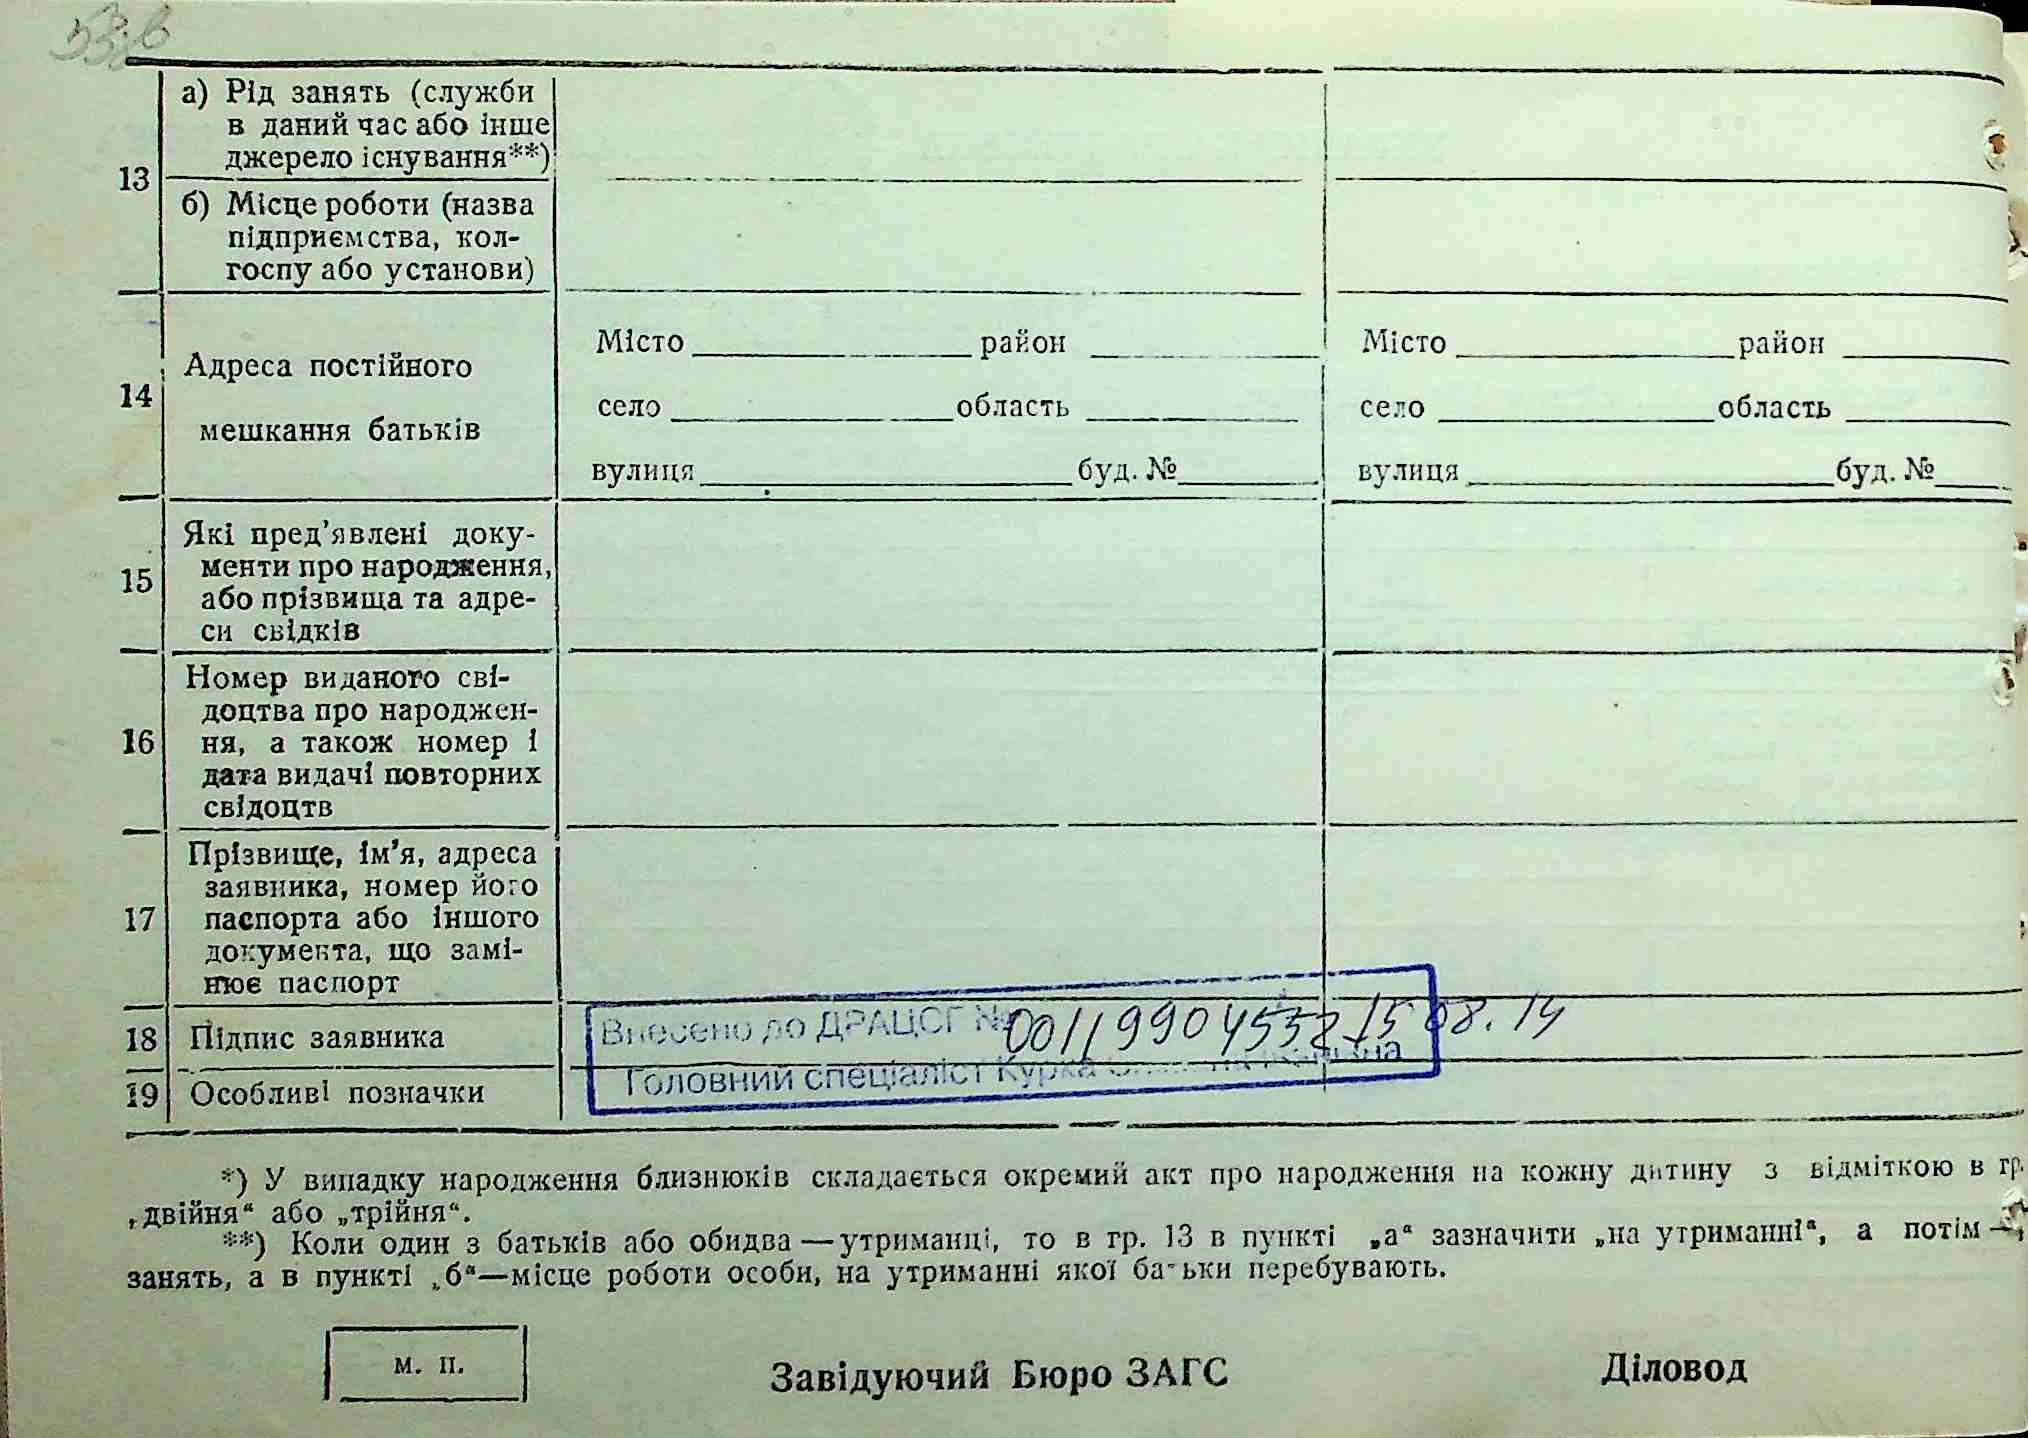 13
а) Рід занять (служби
в даний час або інше
джерело існування**)
б) Місце роботи (назва
підприємства, кол-
госпу або установи)
14
Адреса постійного
мешкання батьків
Місто район
село область
вулиця буд. №
Місто район
село область
вулиця буд. №
15
Які пред’явлені доку-
менти про народження,
або прізвища та адре-
си свідків
16
Номер виданого сві-
доцтва про народжен-
ня, а також номер і
дата видачі повторних
свідоцтв
17
Прізвище, ім’я, адреса
заявника, номер його
паспорта або іншого
документа, що замі-
нює паспорт
18 Підпис заявника
Внесено до ДРАЦСГ № 00119904552 15 08.14
Головний спеціаліст Курка
19 Особливі позначки
*) У випадку народження близнюків складається окремий акт про народження на кожну дитину з відміткою в гр.
„двійня“ або „трійня“.
**) Коли один з батьків або обидва — утриманці, то в гр. 13 в пункті „а“ зазначити „на утриманні“, а потім —
занять, а в пункті „б“—місце роботи особи, на утриманні якої батьки перебувають.
М. П.
Завідуючий Бюро ЗАГС
Діловод